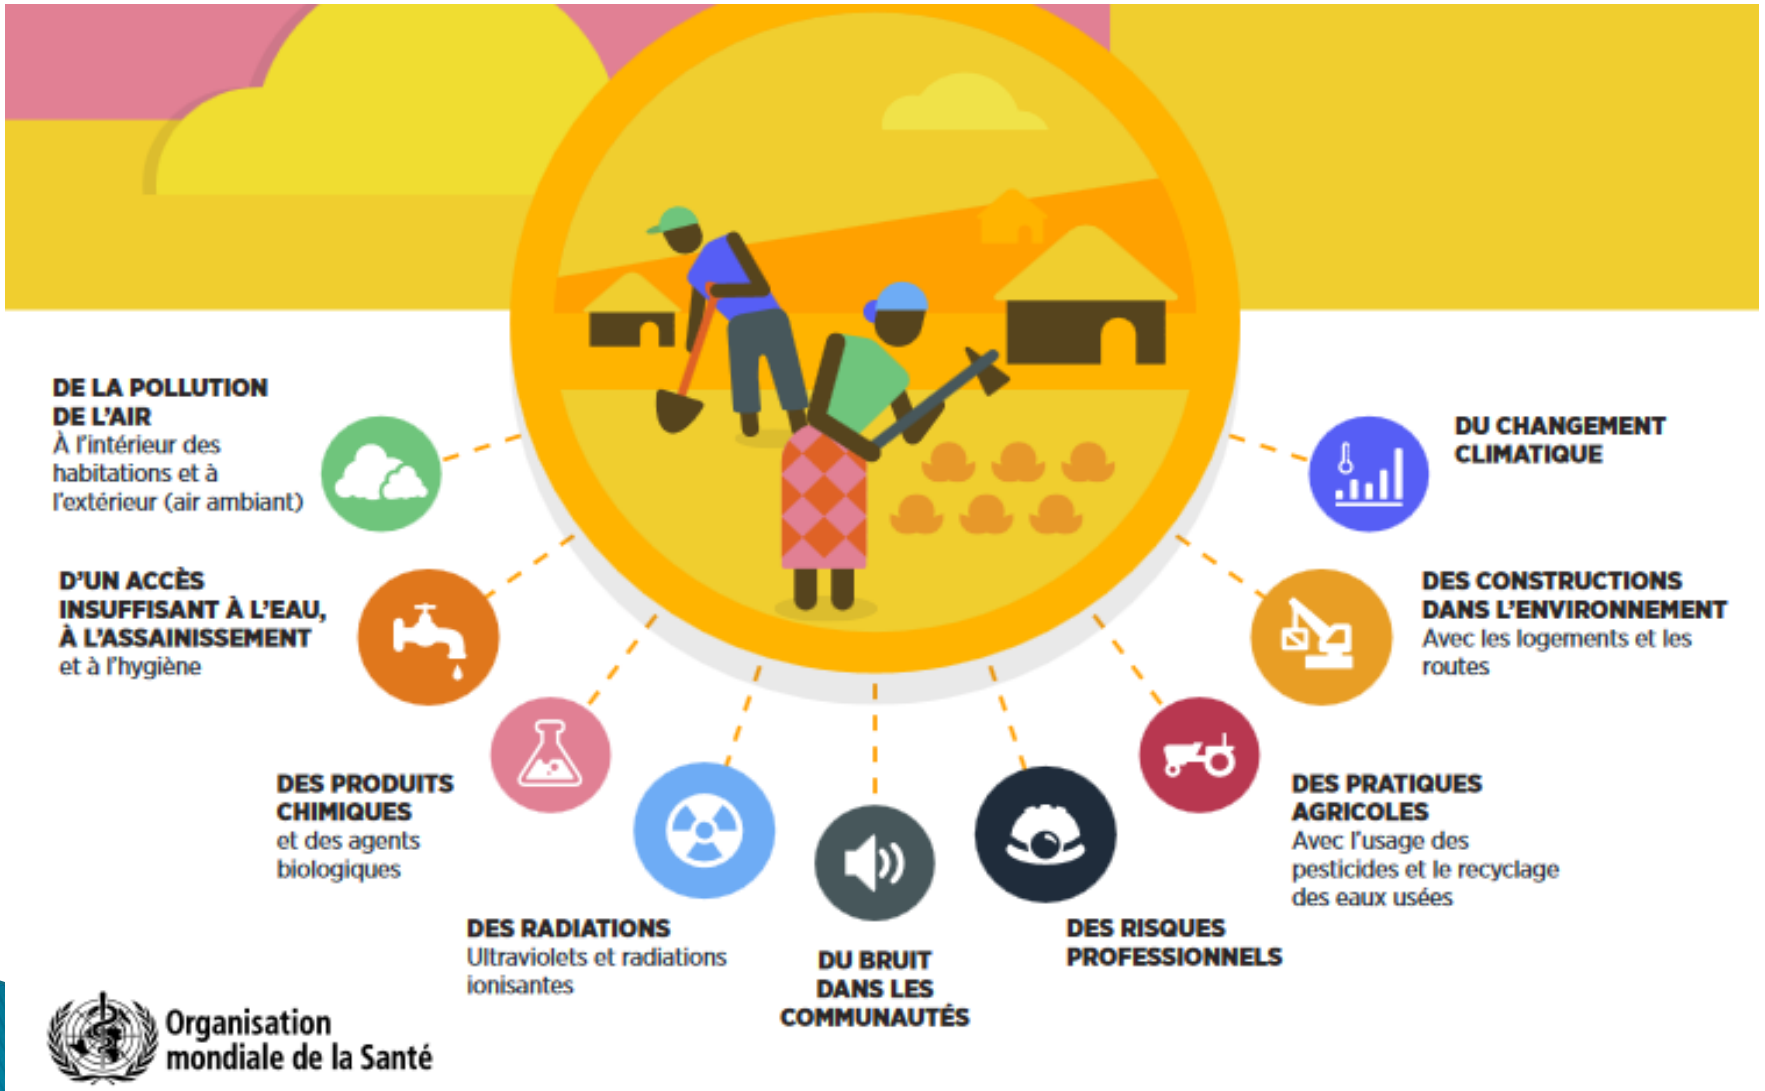 DE LA POLLUTION
DE L'AIR
À l'intérieur des
habitations et à
l'extérieur (air ambiant)
D'UN ACCÈS
INSUFFISANT À L'EAU,
À L'ASSAINISSEMENT
et à l'hygiène
DES PRODUITS
CHIMIQUES
et des agents
biologiques
DES RADIATIONS
Ultraviolets et radiations
ionisantes
DU BRUIT
DANS LES
COMMUNAUTÉS
DES RISQUES
PROFESSIONNELS
DES PRATIQUES
AGRICOLES
Avec l'usage des
pesticides et le recyclage
des eaux usées
DES CONSTRUCTIONS
DANS L'ENVIRONNEMENT
Avec les logements et les
routes
DU CHANGEMENT
CLIMATIQUE
Organisation
mondiale de la Santé